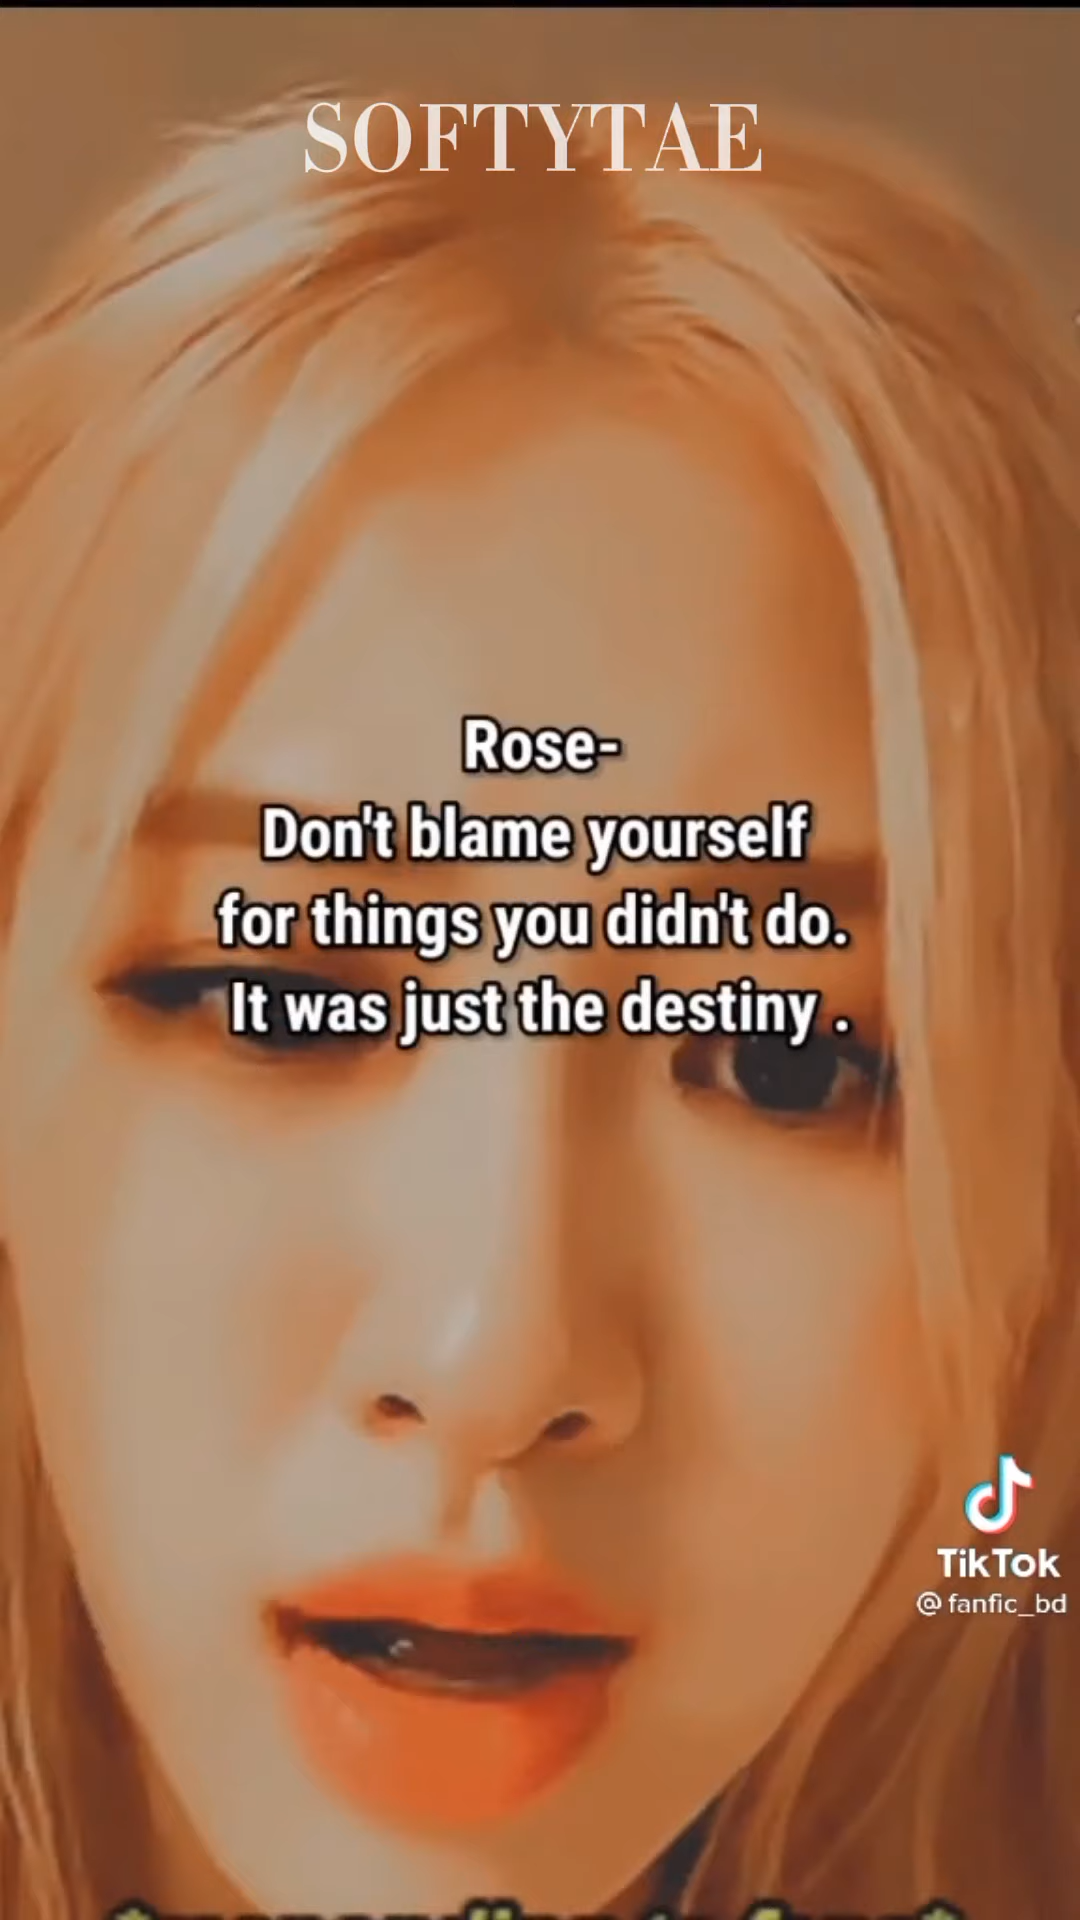 SOFTYTAE
Rose-
Don't blame yourself
for things you didn't do.
It was just the destiny .
TikTok
@fanfic_bd